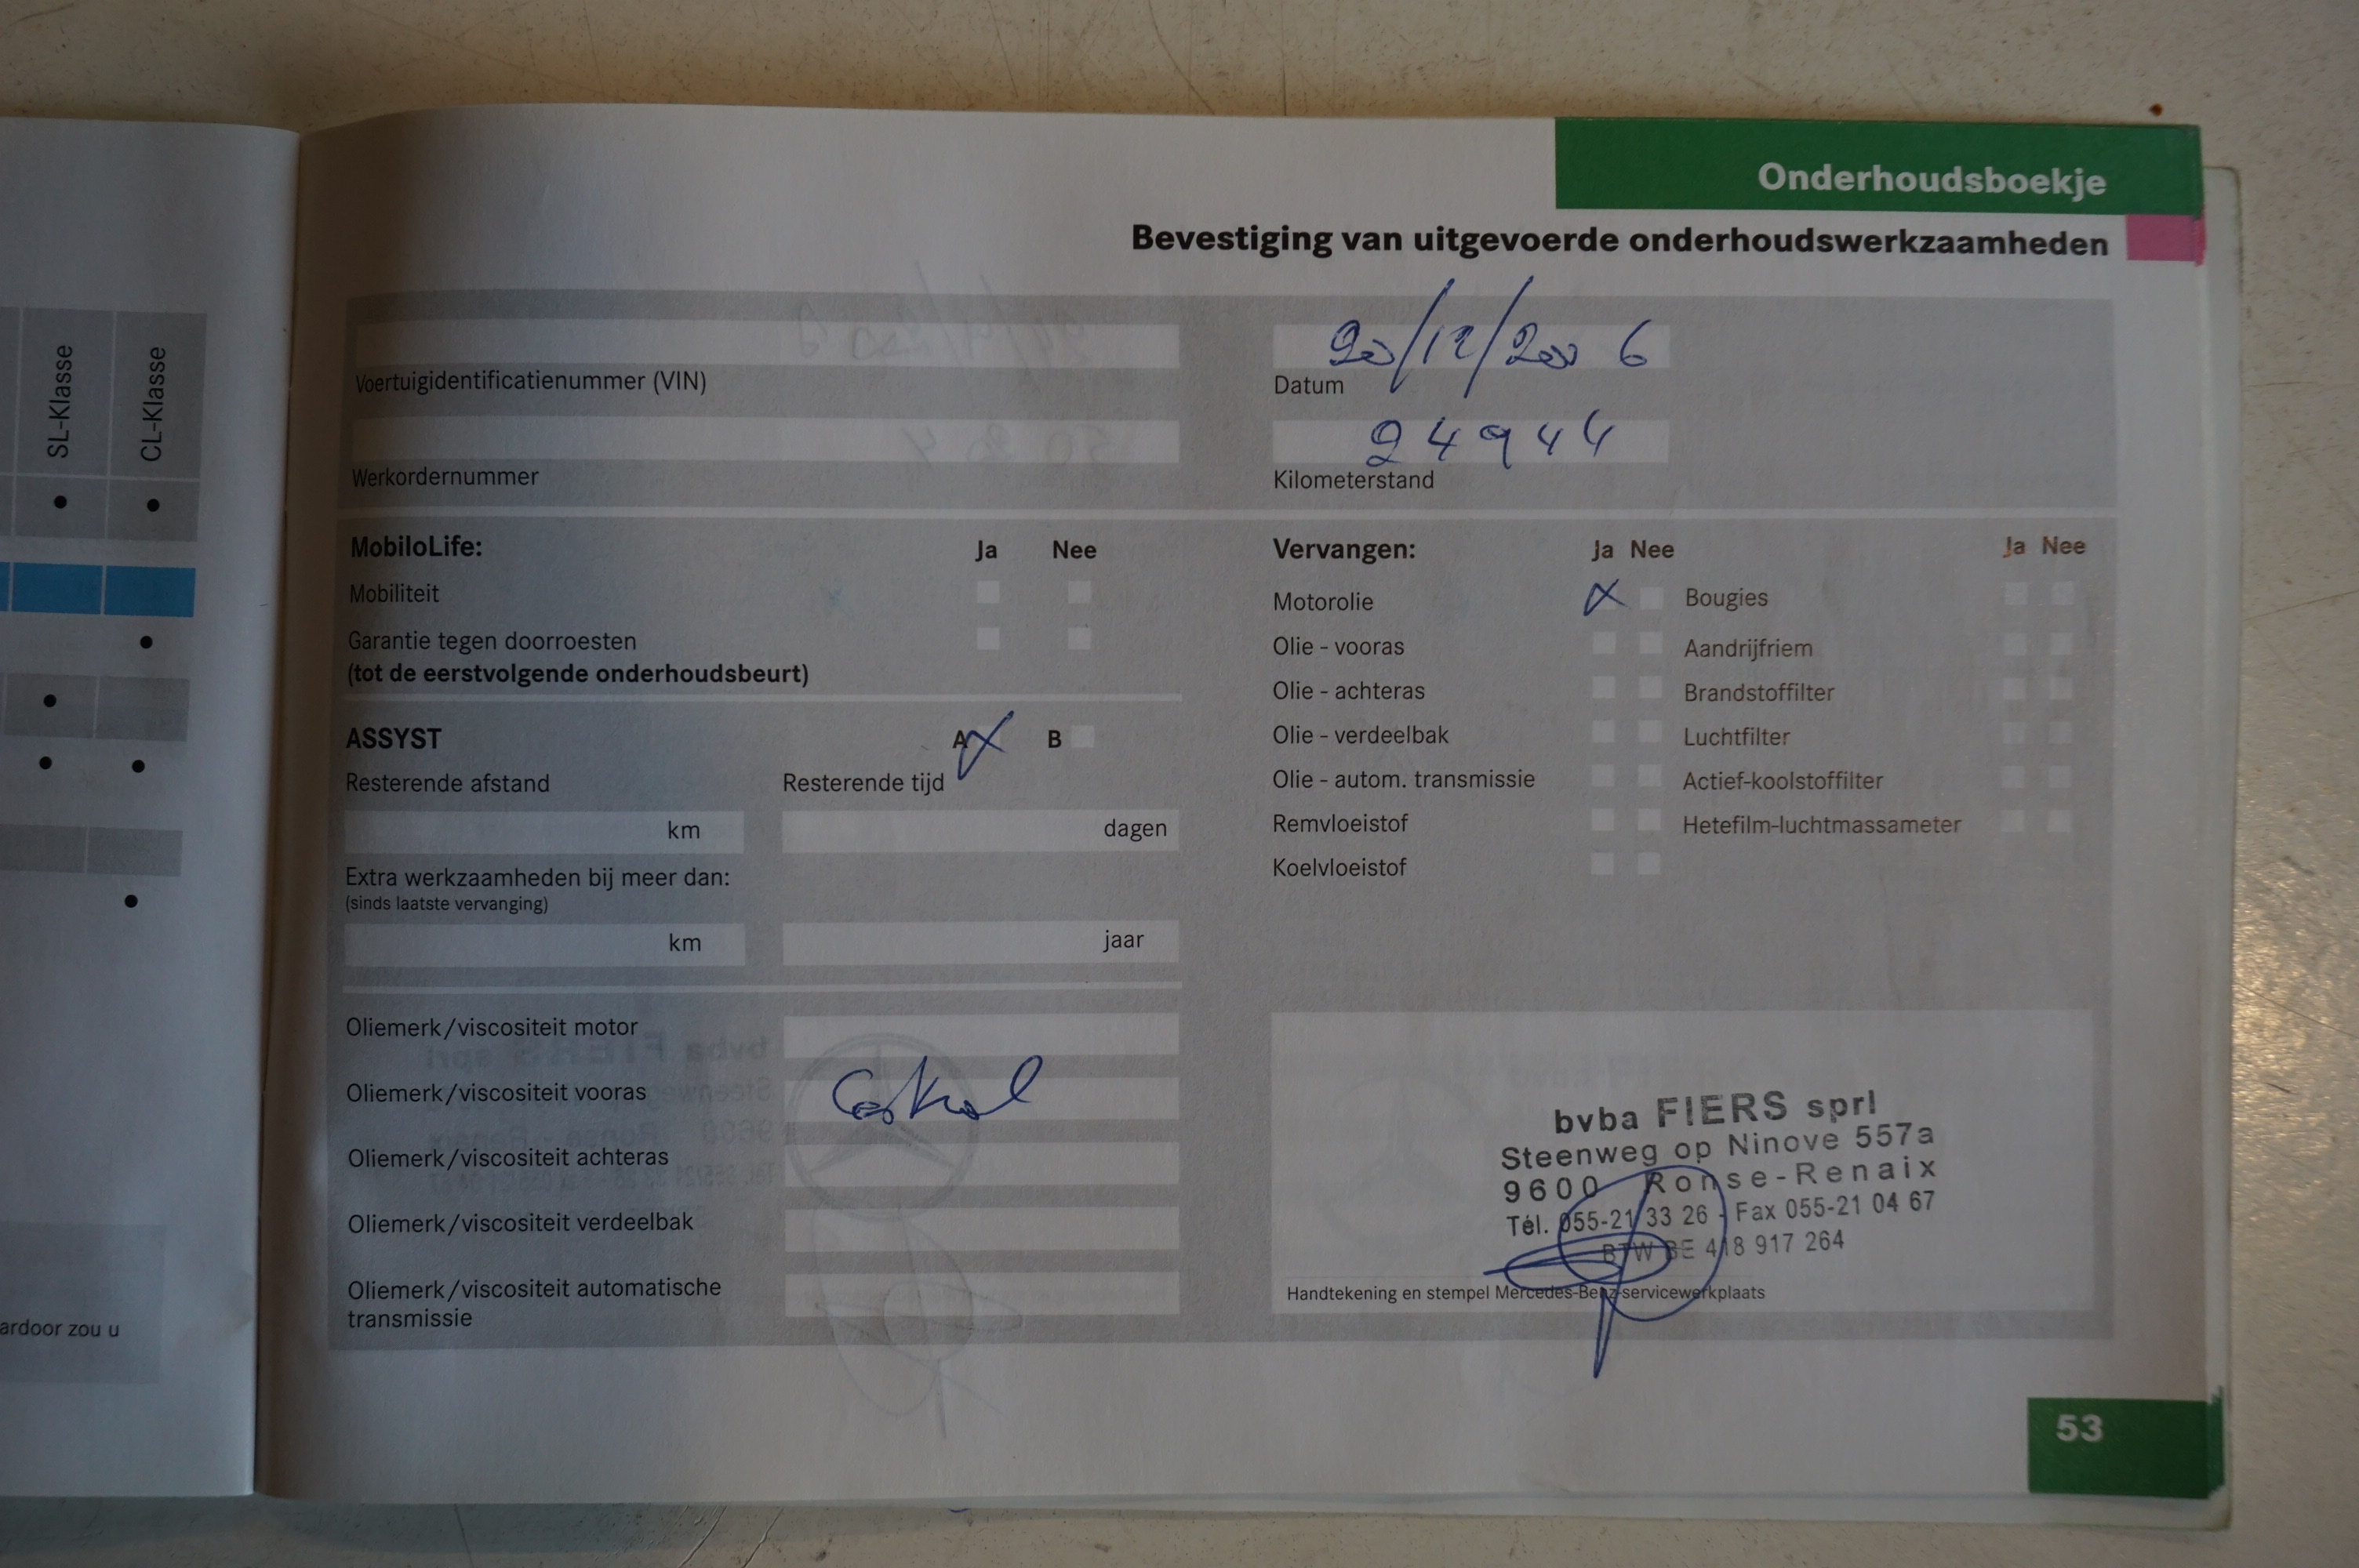 SL-Klasse
CL-Klasse
ardoor zou u
Onderhoudsboekje
Bevestiging van uitgevoerde onderhoudswerkzaamheden
Voertuigidentificatienummer (VIN)
20/12/2006
Datum
Werkordernummer
24944
Kilometerstand
MobiloLife: Ja Nee
Mobiliteit
Garantie tegen doorroesten
(tot de eerstvolgende onderhoudsbeurt)
ASSYST A B
Resterende afstand Resterende tijd
km dagen
Extra werkzaamheden bij meer dan:
(sinds laatste vervanging)
km jaar
Oliemerk/viscositeit motor
Oliemerk/viscositeit vooras Castrol
Oliemerk/viscositeit achteras
Oliemerk/viscositeit verdeelbak
Oliemerk/viscositeit automatische
transmissie
Vervangen: Ja Nee Ja Nee
Motorolie X Bougies
Olie - vooras Aandrijfriem
Olie - achteras Brandstoffilter
Olie - verdeelbak Luchtfilter
Olie - autom. transmissie Actief-koolstoffilter
Remvloeistof Hetefilm-luchtmassameter
Koelvloeistof
bvba FIERS sprl
Steenweg op Ninove 557a
9600 Ronse-Renaix
Tél. 055-21 33 26 - Fax 055-21 04 67
BTW BE 418 917 264
Handtekening en stempel Mercedes-Benz-servicewerkplaats
53